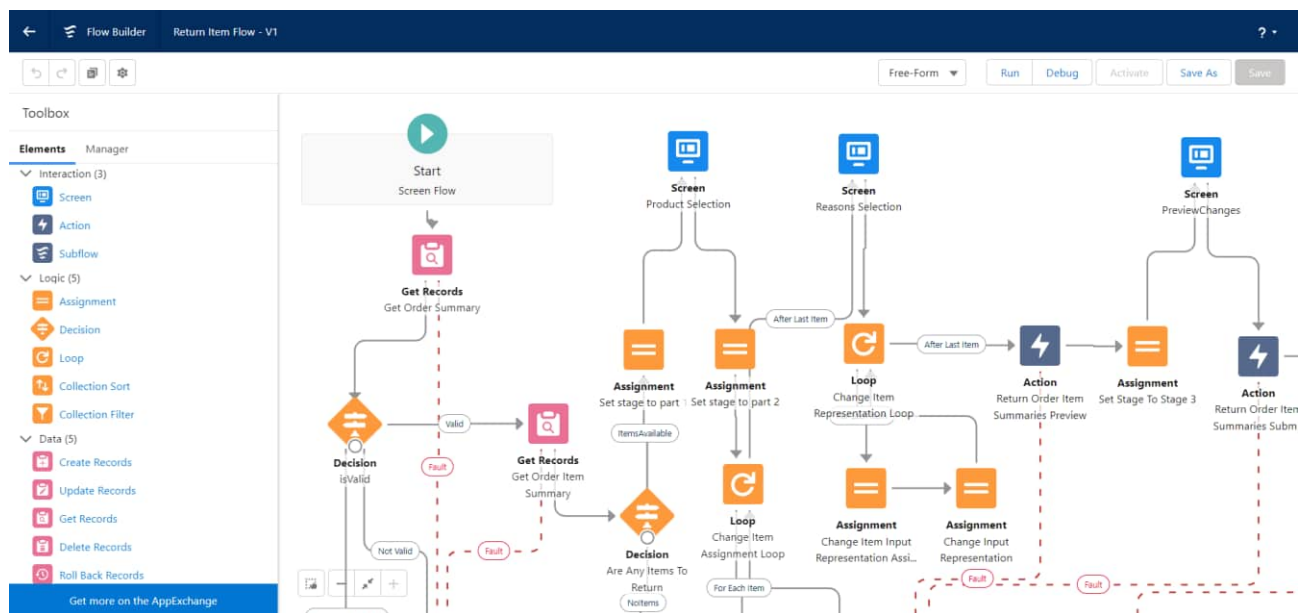 Flow Builder
Return Item Flow - V1
?
Free-Form
Run
Debug
Activate
Save As
Save
Toolbox
Elements
Manager
Interaction (3)
Screen
Action
Subflow
Logic (5)
Assignment
Decision
Loop
Collection Sort
Collection Filter
Data (5)
Create Records
Update Records
Get Records
Delete Records
Roll Back Records
Get more on the AppExchange
Start
Screen Flow
Get Records
Get Order Summary
Decision
isValid
Valid
Fault
Not Valid
Get Records
Get Order Item
Summary
Fault
Screen
Product Selection
Assignment
Set stage to part 1
Assignment
Set stage to part 2
ItemsAvailable
Decision
Are Any Items To
Return
NoItems
Loop
Change Item
Assignment Loop
For Each Item
After Last Item
Screen
Reasons Selection
Loop
Change Item
Representation Loop
After Last Item
Assignment
Change Item Input
Representation Assi...
Assignment
Change Input
Representation
Action
Return Order Item
Summaries Preview
Fault
Assignment
Set Stage To Stage 3
Screen
PreviewChanges
Action
Return Order Item
Summaries Subm
Fault